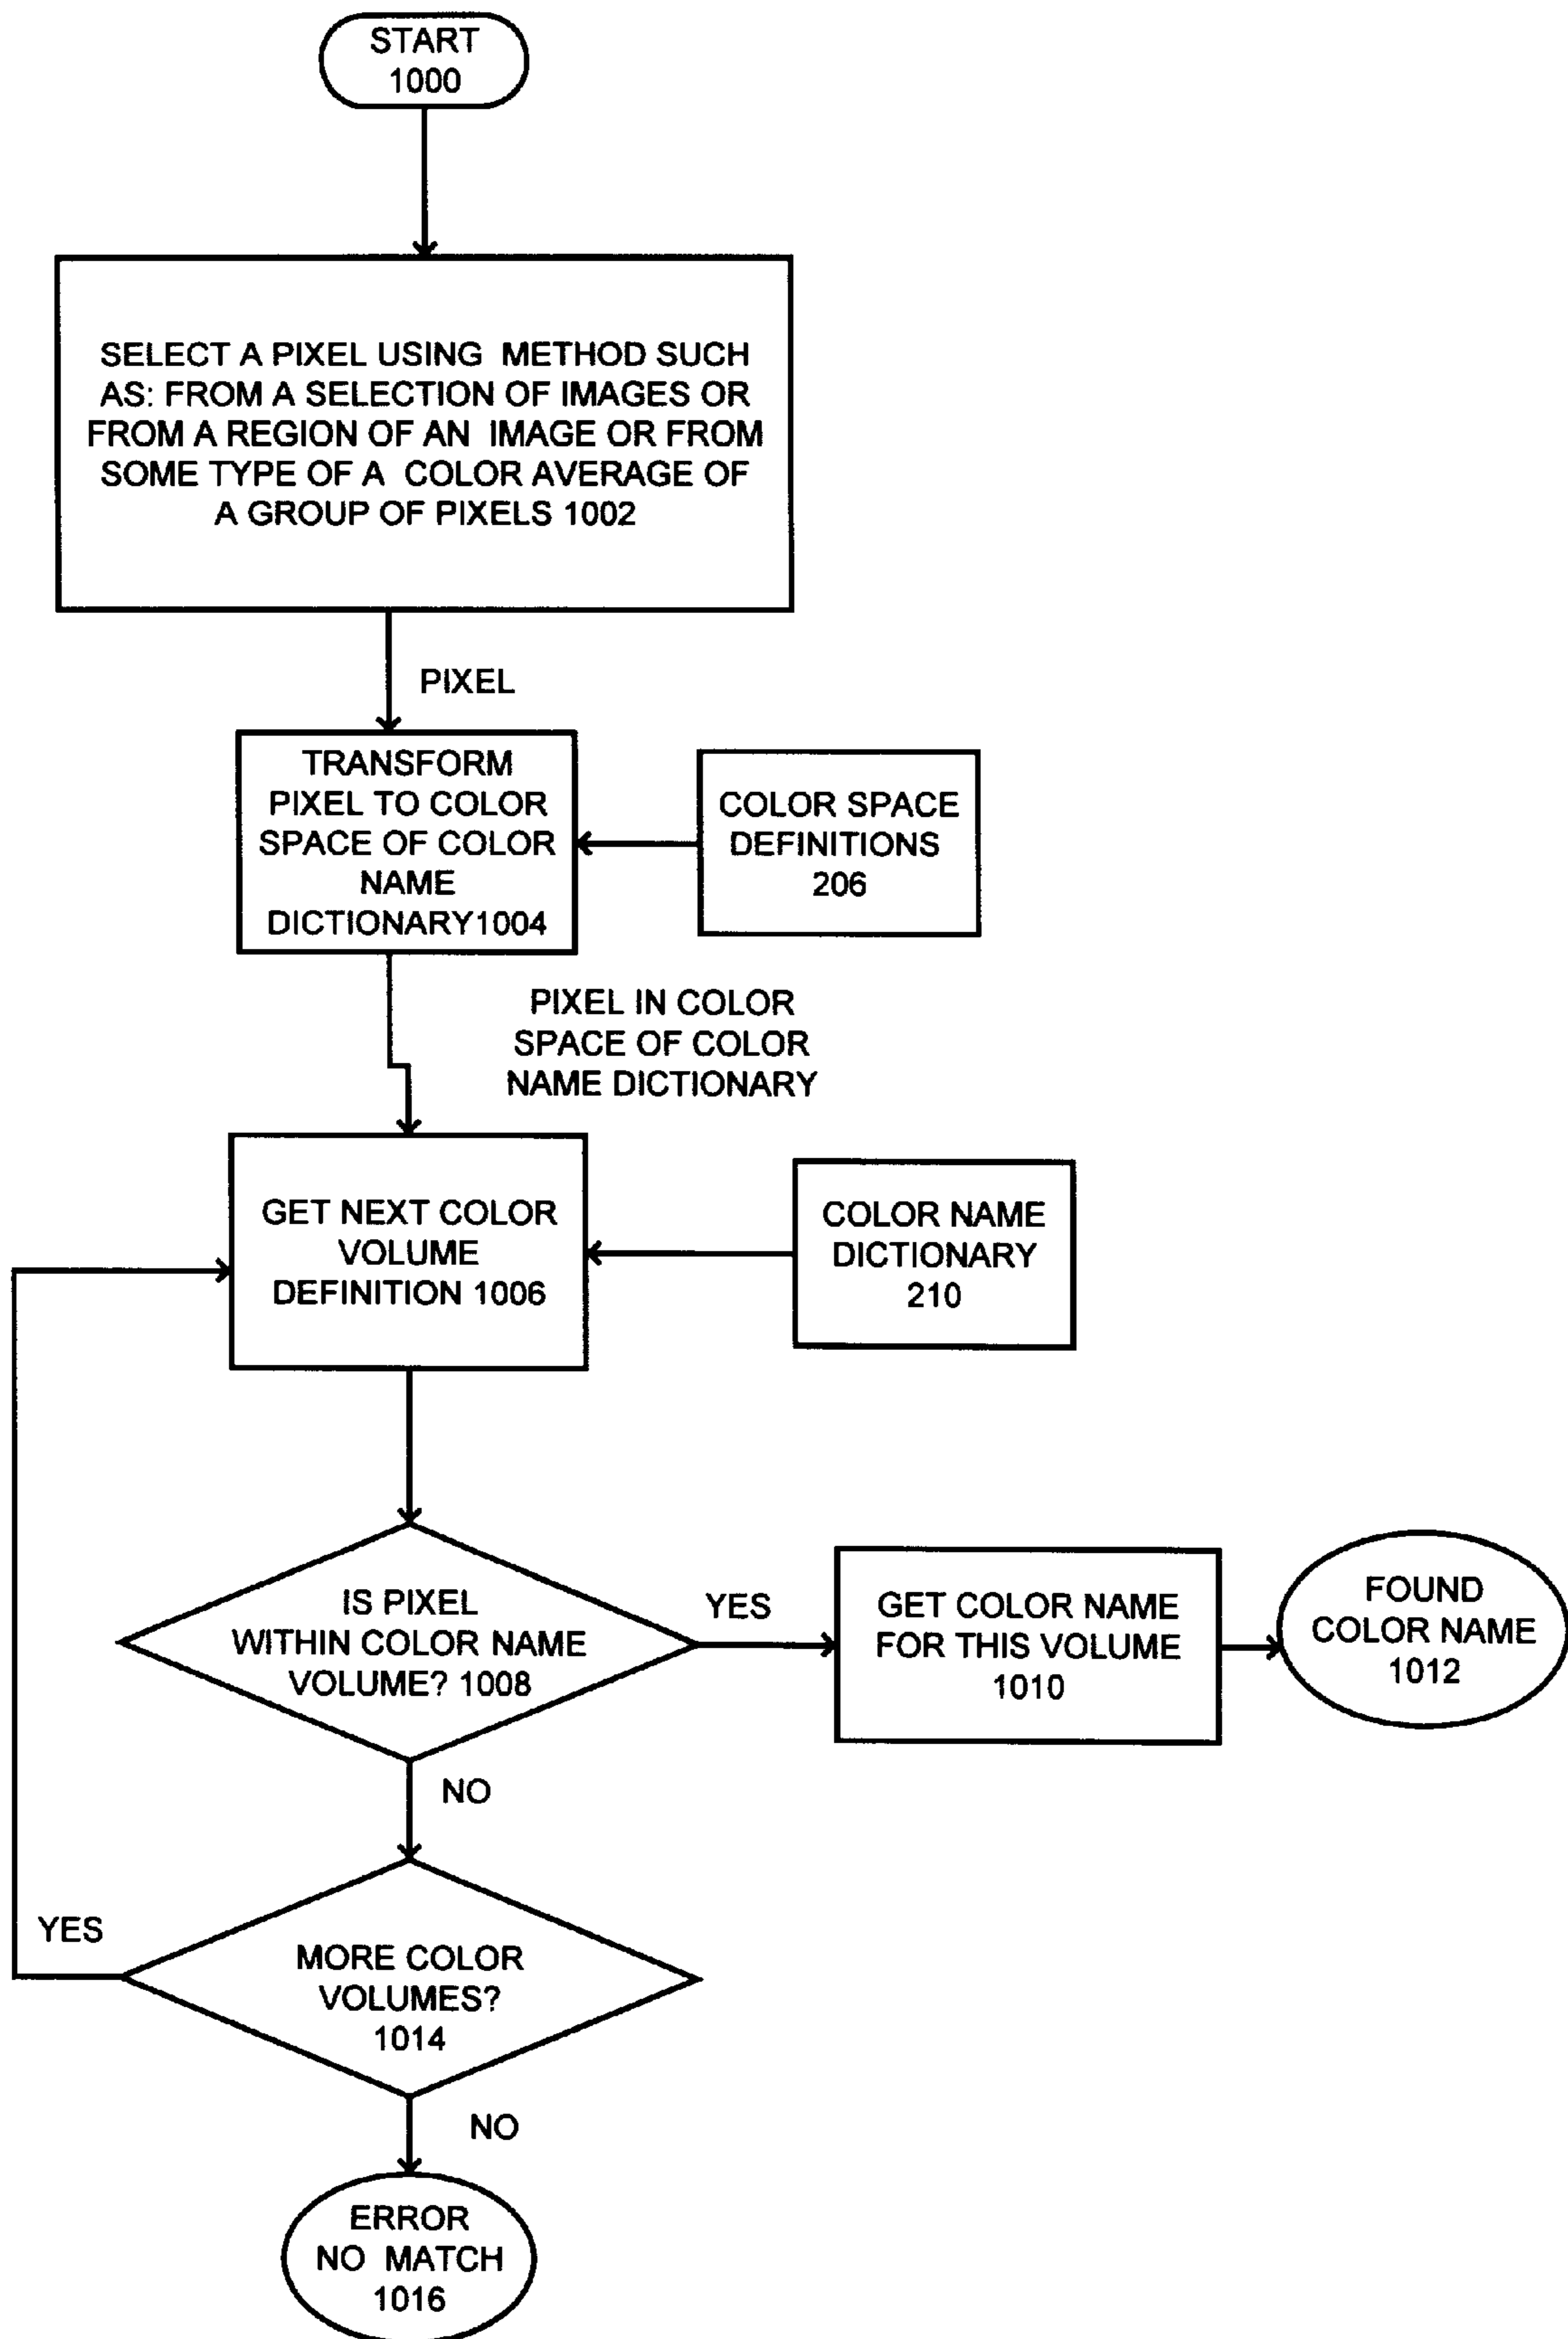 START
1000
SELECT A PIXEL USING METHOD SUCH
AS: FROM A SELECTION OF IMAGES OR
FROM A REGION OF AN IMAGE OR FROM
SOME TYPE OF A COLOR AVERAGE OF
A GROUP OF PIXELS 1002
PIXEL
TRANSFORM
PIXEL TO COLOR
SPACE OF COLOR
NAME
DICTIONARY1004
COLOR SPACE
DEFINITIONS
206
PIXEL IN COLOR
SPACE OF COLOR
NAME DICTIONARY
GET NEXT COLOR
VOLUME
DEFINITION 1006
COLOR NAME
DICTIONARY
210
IS PIXEL
WITHIN COLOR NAME
VOLUME? 1008
YES
GET COLOR NAME
FOR THIS VOLUME
1010
FOUND
COLOR NAME
1012
NO
YES
MORE COLOR
VOLUMES?
1014
NO
ERROR
NO MATCH
1016